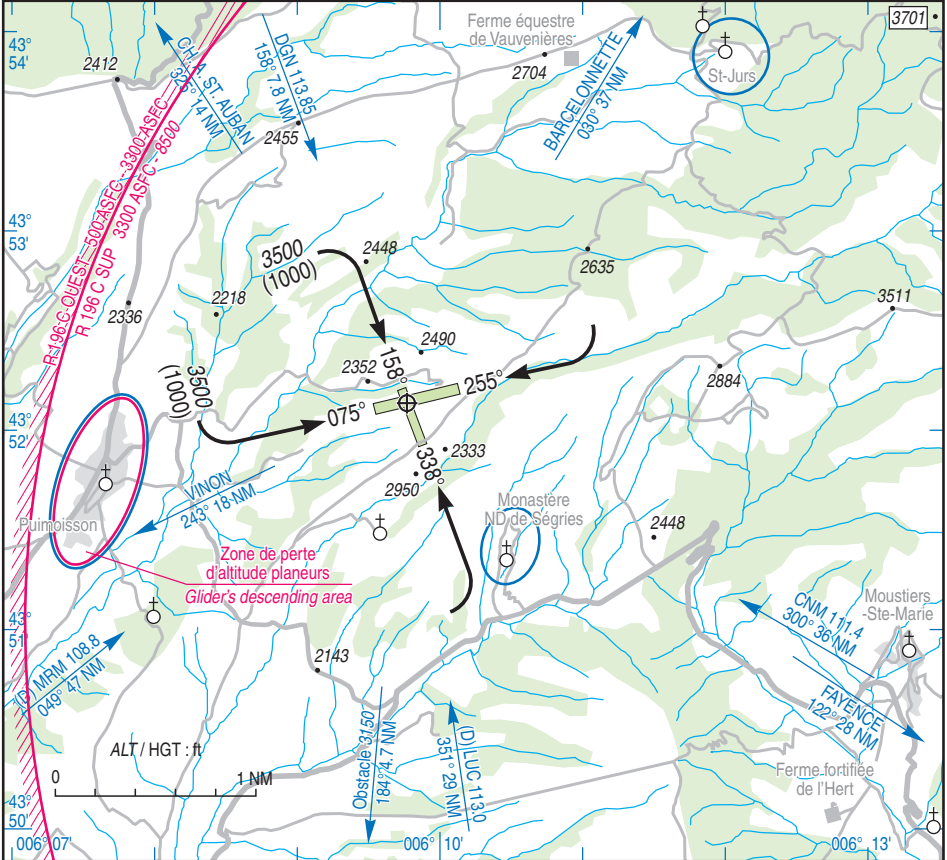 43°
54'
2412
CH.A. ST. AUBAN
323° 14 NM
DGN 113.85
158° 7.8 NM
2455
Ferme équestre
de Vauvenières
2704
BARCELONNETTE
030° 37 NM
St-Jurs
3701
R 196 C OUEST - 500 ASFC - 3300 ASFC
R 196 C SUP 3300 ASFC - 8500
43°
53'
3500
(1000)
2448
2635
2218
2336
3511
2490
2352
2884
158°
255°
3500
(1000)
075°
43°
52'
338°
2333
2950
Puimoisson
VINON
243° 18 NM
Monastère
ND de Ségries
2448
Zone de perte
d'altitude planeurs
Glider's descending area
CNM 111.4
300° 36 NM
Moustiers
-Ste-Marie
43°
51'
(D) MRM 108.8
049° 47 NM
2143
FAYENCE
122° 28 NM
ALT / HGT : ft
0 1 NM
Obstacle 3150
184° 4.7 NM
(D) LUC 113.0
351° 29 NM
Ferme fortifiée
de l'Hert
43°
50'
006° 07'
006° 10'
006° 13'